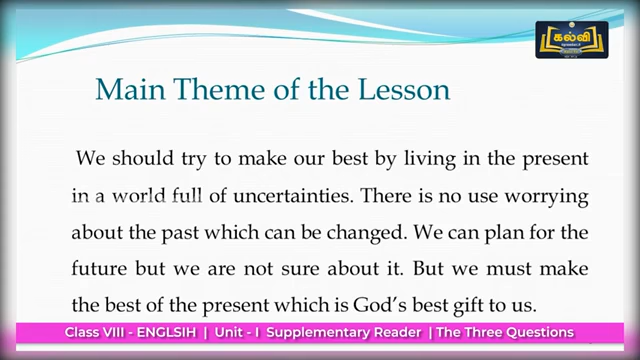 கல்வி
Main Theme of the Lesson
We should try to make our best by living in the present
in a world full of uncertainties. There is no use worrying
about the past which can be changed. We can plan for the
future but we are not sure about it. But we must make
the best of the present which is God's best gift to us.
Class VIII - ENGLSIH | Unit - I Supplementary Reader | The Three Questions